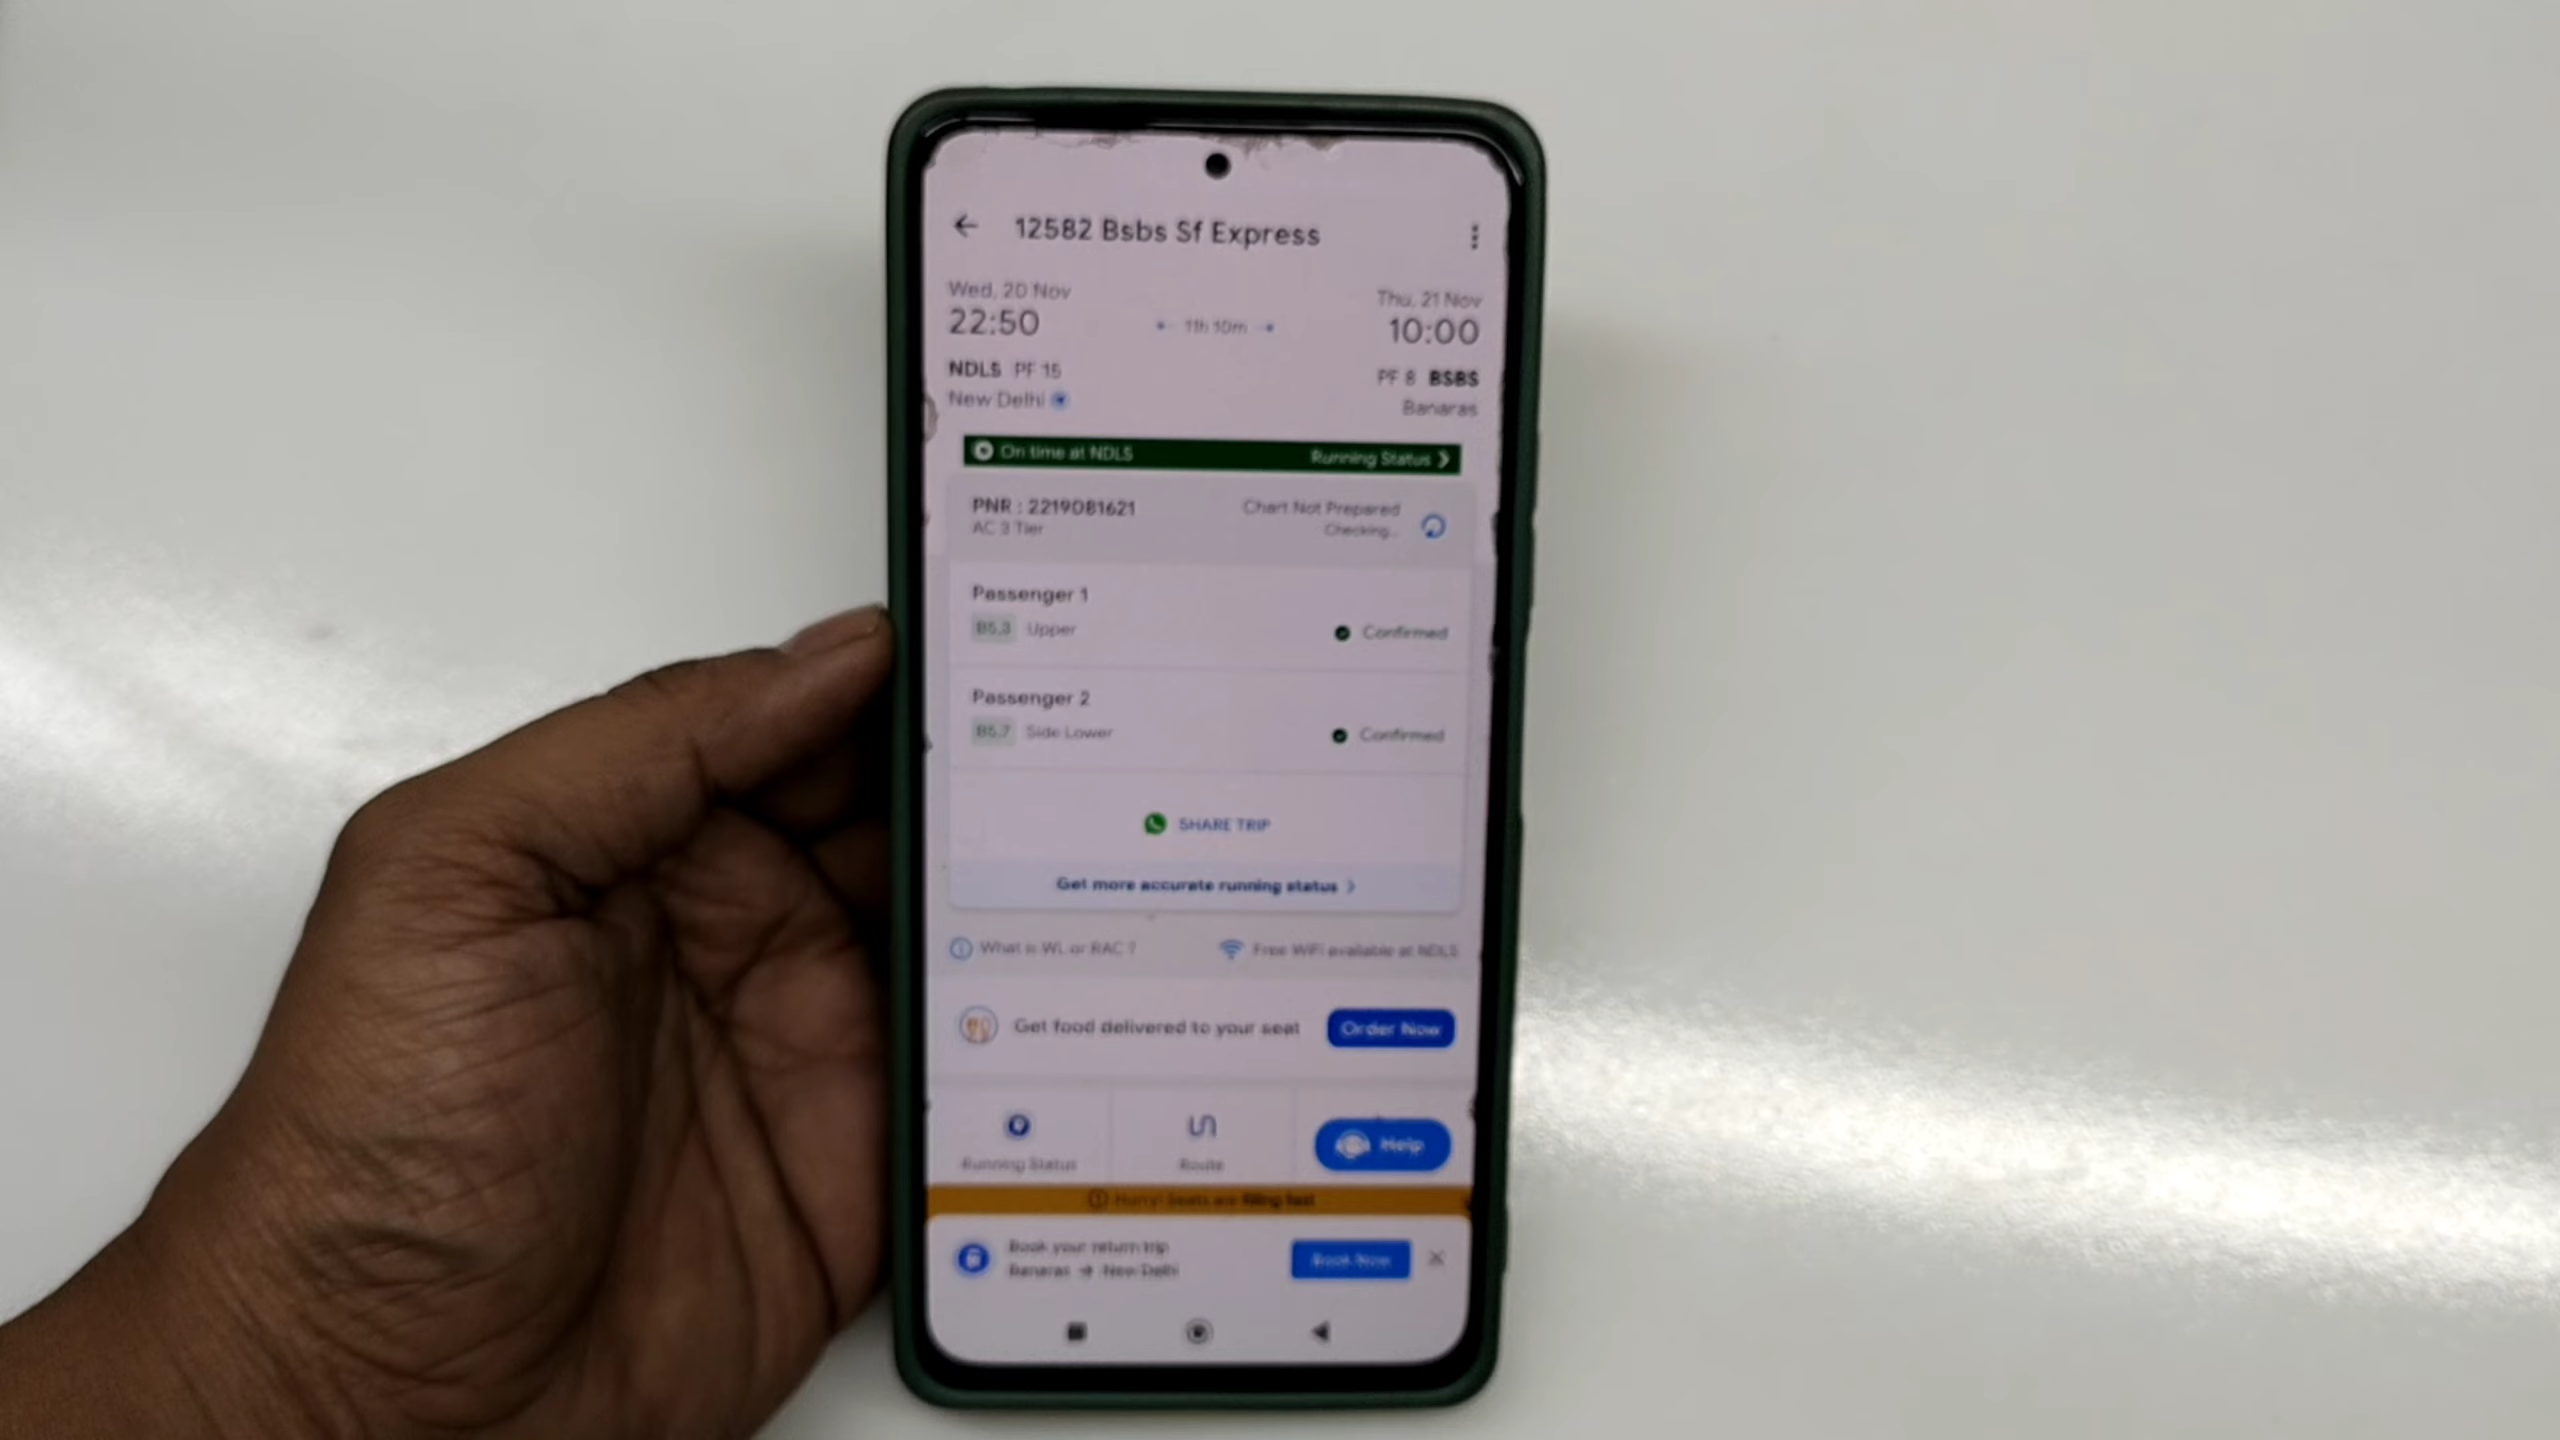 12582 Bsbs Sf Express
Wed, 20 Nov
Thu, 21 Nov
22:50
11h 10m
10:00
NDLS PF 15
PF 8 BSBS
New Delhi
Banaras
On time at NDLS
Running Status
PNR : 2219081621
Chart Not Prepared
AC 3 Tier
Checking...
Passenger 1
B5,3 Upper
Confirmed
Passenger 2
B5,7 Side Lower
Confirmed
SHARE TRIP
Get more accurate running status
What is WL or RAC ?
Free WiFi available at NDLS
Get food delivered to your seat
Order Now
Running Status
Route
Help
Hurry! Seats are filling fast
Book your return trip
Banaras → New Delhi
Book Now